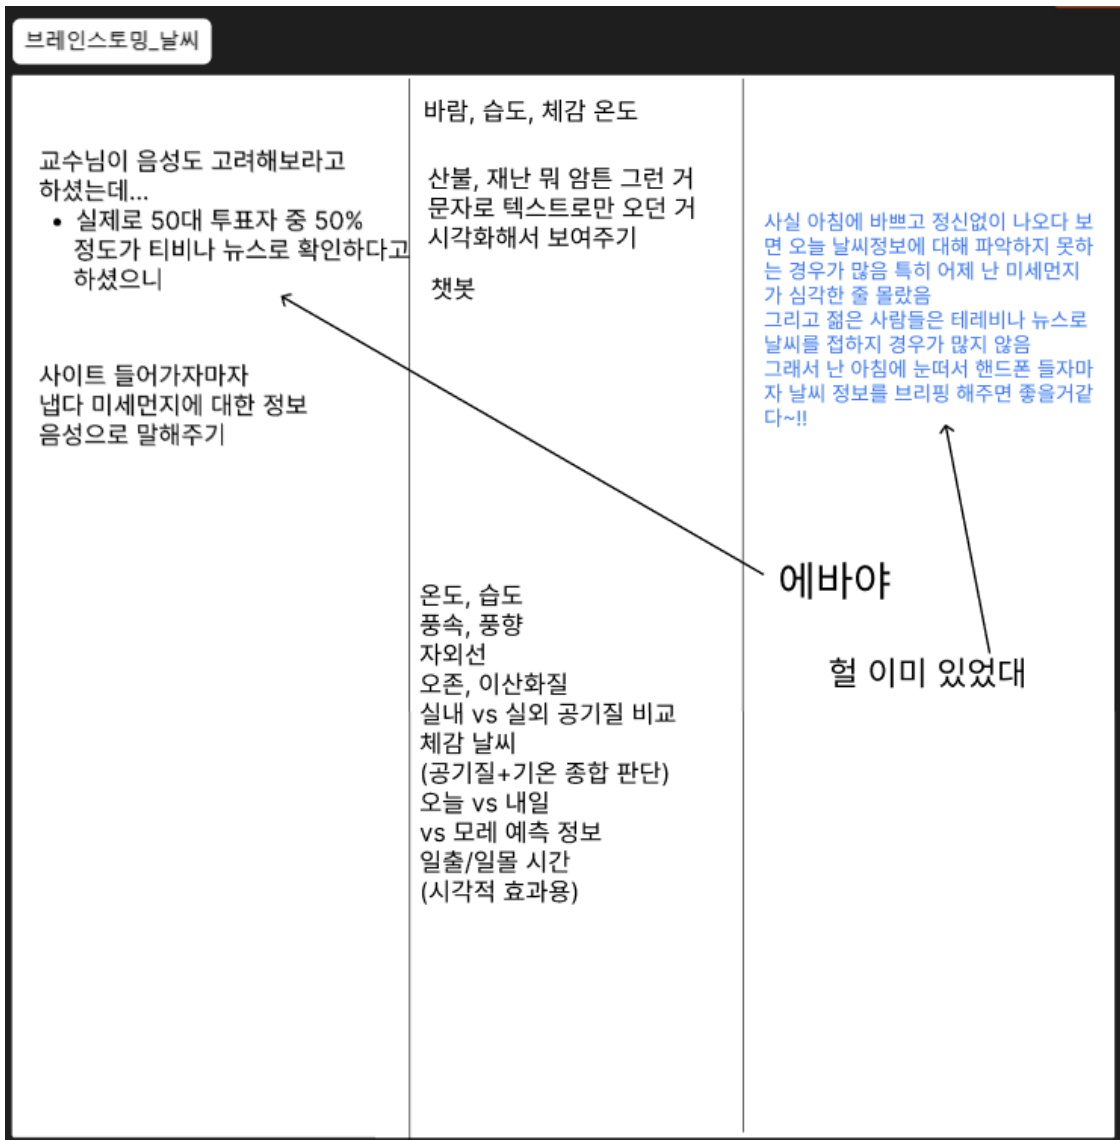 브레인스토밍_날씨
교수님이 음성도 고려해보라고
하셨는데...
• 실제로 50대 투표자 중 50%
정도가 티비나 뉴스로 확인하다고
하셨으니
사이트 들어가자마자
냅다 미세먼지에 대한 정보
음성으로 말해주기
바람, 습도, 체감 온도
산불, 재난 뭐 암튼 그런 거
문자로 텍스트로만 오던 거
시각화해서 보여주기
챗봇
온도, 습도
풍속, 풍향
자외선
오존, 이산화질
실내 vs 실외 공기질 비교
체감 날씨
(공기질+기온 종합 판단)
오늘 vs 내일
vs 모레 예측 정보
일출/일몰 시간
(시각적 효과용)
사실 아침에 바쁘고 정신없이 나오다 보
면 오늘 날씨정보에 대해 파악하지 못하
는 경우가 많음 특히 어제 난 미세먼지
가 심각한 줄 몰랐음
그리고 젊은 사람들은 테레비나 뉴스로
날씨를 접하지 경우가 많지 않음
그래서 난 아침에 눈떠서 핸드폰 들자마
자 날씨 정보를 브리핑 해주면 좋을거같
다~!!
에바야
헐 이미 있었대